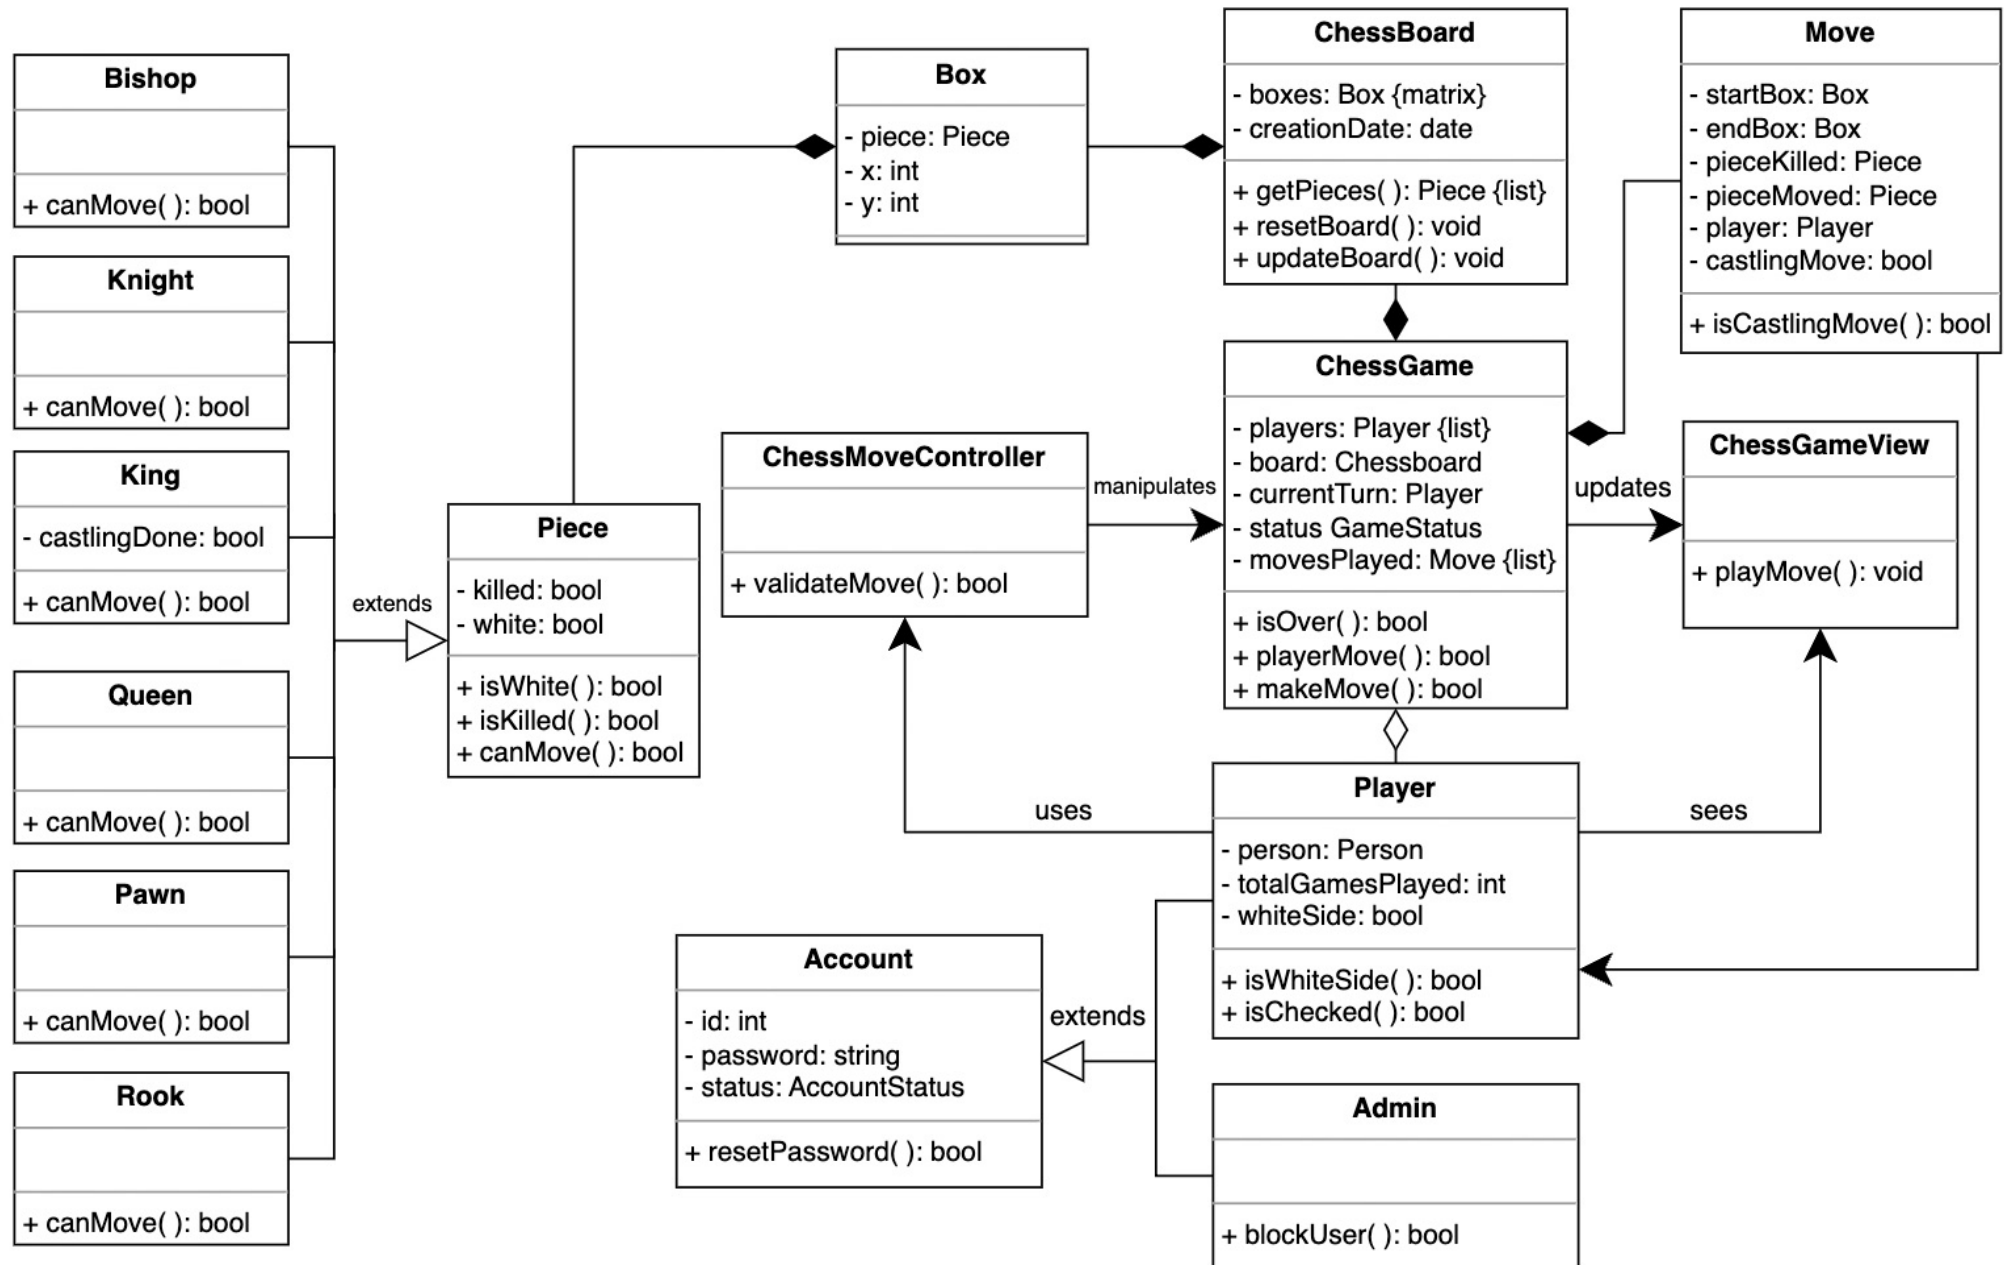 Bishop
+ canMove( ): bool
Knight
+ canMove( ): bool
King
- castlingDone: bool
+ canMove( ): bool
Queen
+ canMove( ): bool
Pawn
+ canMove( ): bool
Rook
+ canMove( ): bool
extends
Piece
- killed: bool
- white: bool
+ isWhite( ): bool
+ isKilled( ): bool
+ canMove( ): bool
Box
- piece: Piece
- x: int
- y: int
ChessBoard
- boxes: Box {matrix}
- creationDate: date
+ getPieces( ): Piece {list}
+ resetBoard( ): void
+ updateBoard( ): void
Move
- startBox: Box
- endBox: Box
- pieceKilled: Piece
- pieceMoved: Piece
- player: Player
- castlingMove: bool
+ isCastlingMove( ): bool
ChessMoveController
+ validateMove( ): bool
manipulates
ChessGame
- players: Player {list}
- board: Chessboard
- currentTurn: Player
- status GameStatus
- movesPlayed: Move {list}
+ isOver( ): bool
+ playerMove( ): bool
+ makeMove( ): bool
updates
ChessGameView
+ playMove( ): void
uses
sees
Player
- person: Person
- totalGamesPlayed: int
- whiteSide: bool
+ isWhiteSide( ): bool
+ isChecked( ): bool
Account
- id: int
- password: string
- status: AccountStatus
+ resetPassword( ): bool
extends
Admin
+ blockUser( ): bool